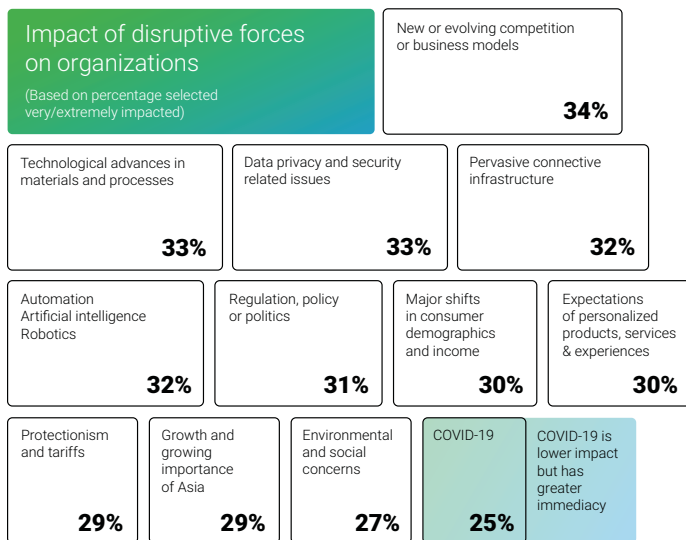 Impact of disruptive forces
on organizations
(Based on percentage selected
very/extremely impacted)
New or evolving competition
or business models
34%
Technological advances in
materials and processes
33%
Data privacy and security
related issues
33%
Pervasive connective
infrastructure
32%
Automation
Artificial intelligence
Robotics
32%
Regulation, policy
or politics
31%
Major shifts
in consumer
demographics
and income
30%
Expectations
of personalized
products, services
& experiences
30%
Protectionism
and tariffs
29%
Growth and
growing
importance
of Asia
29%
Environmental
and social
concerns
27%
COVID-19
25%
COVID-19 is
lower impact
but has
greater
immediacy